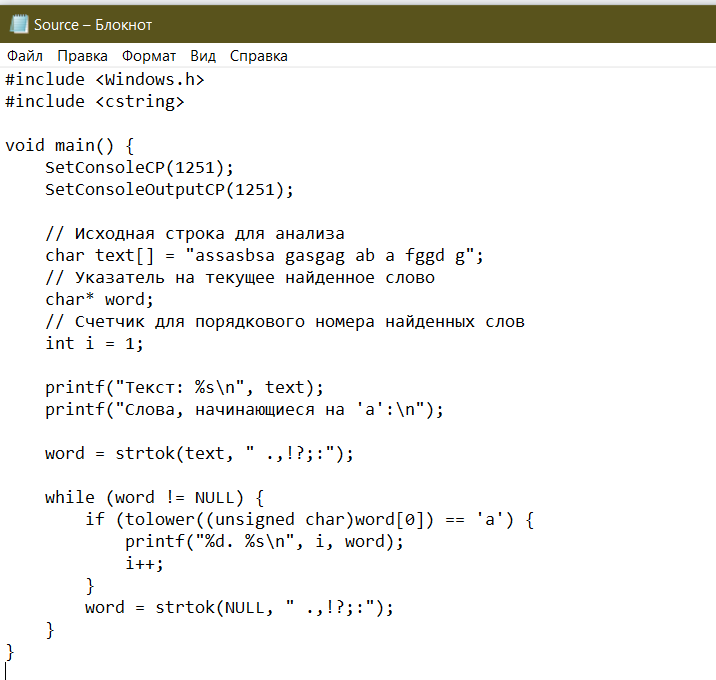 Source – Блокнот
Файл Правка Формат Вид Справка
#include <Windows.h>
#include <cstring>

void main() {
    SetConsoleCP(1251);
    SetConsoleOutputCP(1251);

    // Исходная строка для анализа
    char text[] = "assasbsa gasgag ab a fggd g";
    // Указатель на текущее найденное слово
    char* word;
    // Счетчик для порядкового номера найденных слов
    int i = 1;

    printf("Текст: %s\n", text);
    printf("Слова, начинающиеся на 'a':\n");

    word = strtok(text, " .,!?;:");

    while (word != NULL) {
        if (tolower((unsigned char)word[0]) == 'a') {
            printf("%d. %s\n", i, word);
            i++;
        }
        word = strtok(NULL, " .,!?;:");
    }
}